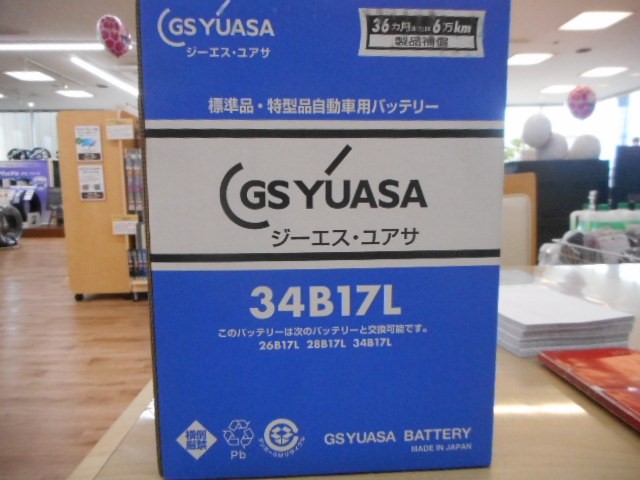 GS YUASA
ジーエス・ユアサ
36カ月または6万km
製品補償
標準品・特型品自動車用バッテリー
GS YUASA
ジーエス・ユアサ
34B17L
このバッテリーは次のバッテリーと交換可能です。
26B17L 28B17L 34B17L
Pb
GSYUASA BATTERY
MADE IN JAPAN